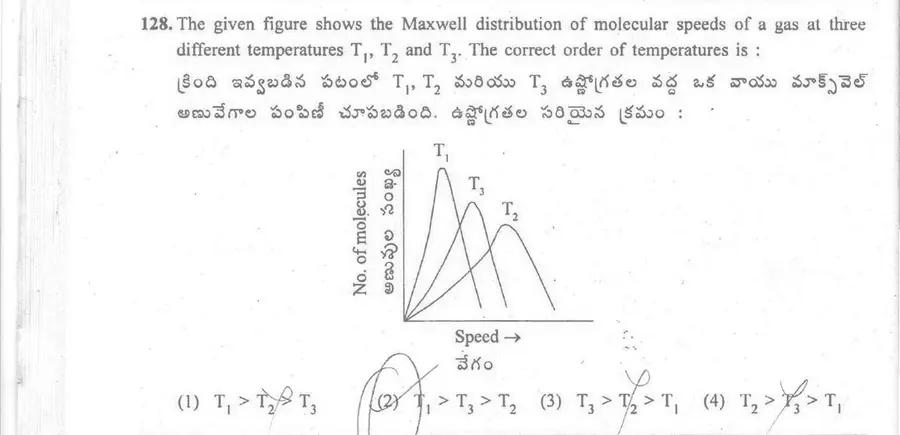 128. The given figure shows the Maxwell distribution of molecular speeds of a gas at three
different temperatures T₁, T₂ and T₃. The correct order of temperatures is :
క్రింది ఇవ్వబడిన పటంలో T₁, T₂ మరియు T₃ ఉష్ణోగ్రతల వద్ద ఒక వాయు మాక్స్‌వెల్
అణువేగాల పంపిణీ చూపబడింది. ఉష్ణోగ్రతల సరియైన క్రమం :
No. of molecules
అణువుల సంఖ్య
T₁
T₃
T₂
Speed →
వేగం
(1) T₁ > T₂ > T₃ (2) T₁ > T₃ > T₂ (3) T₃ > T₂ > T₁ (4) T₂ > T₃ > T₁